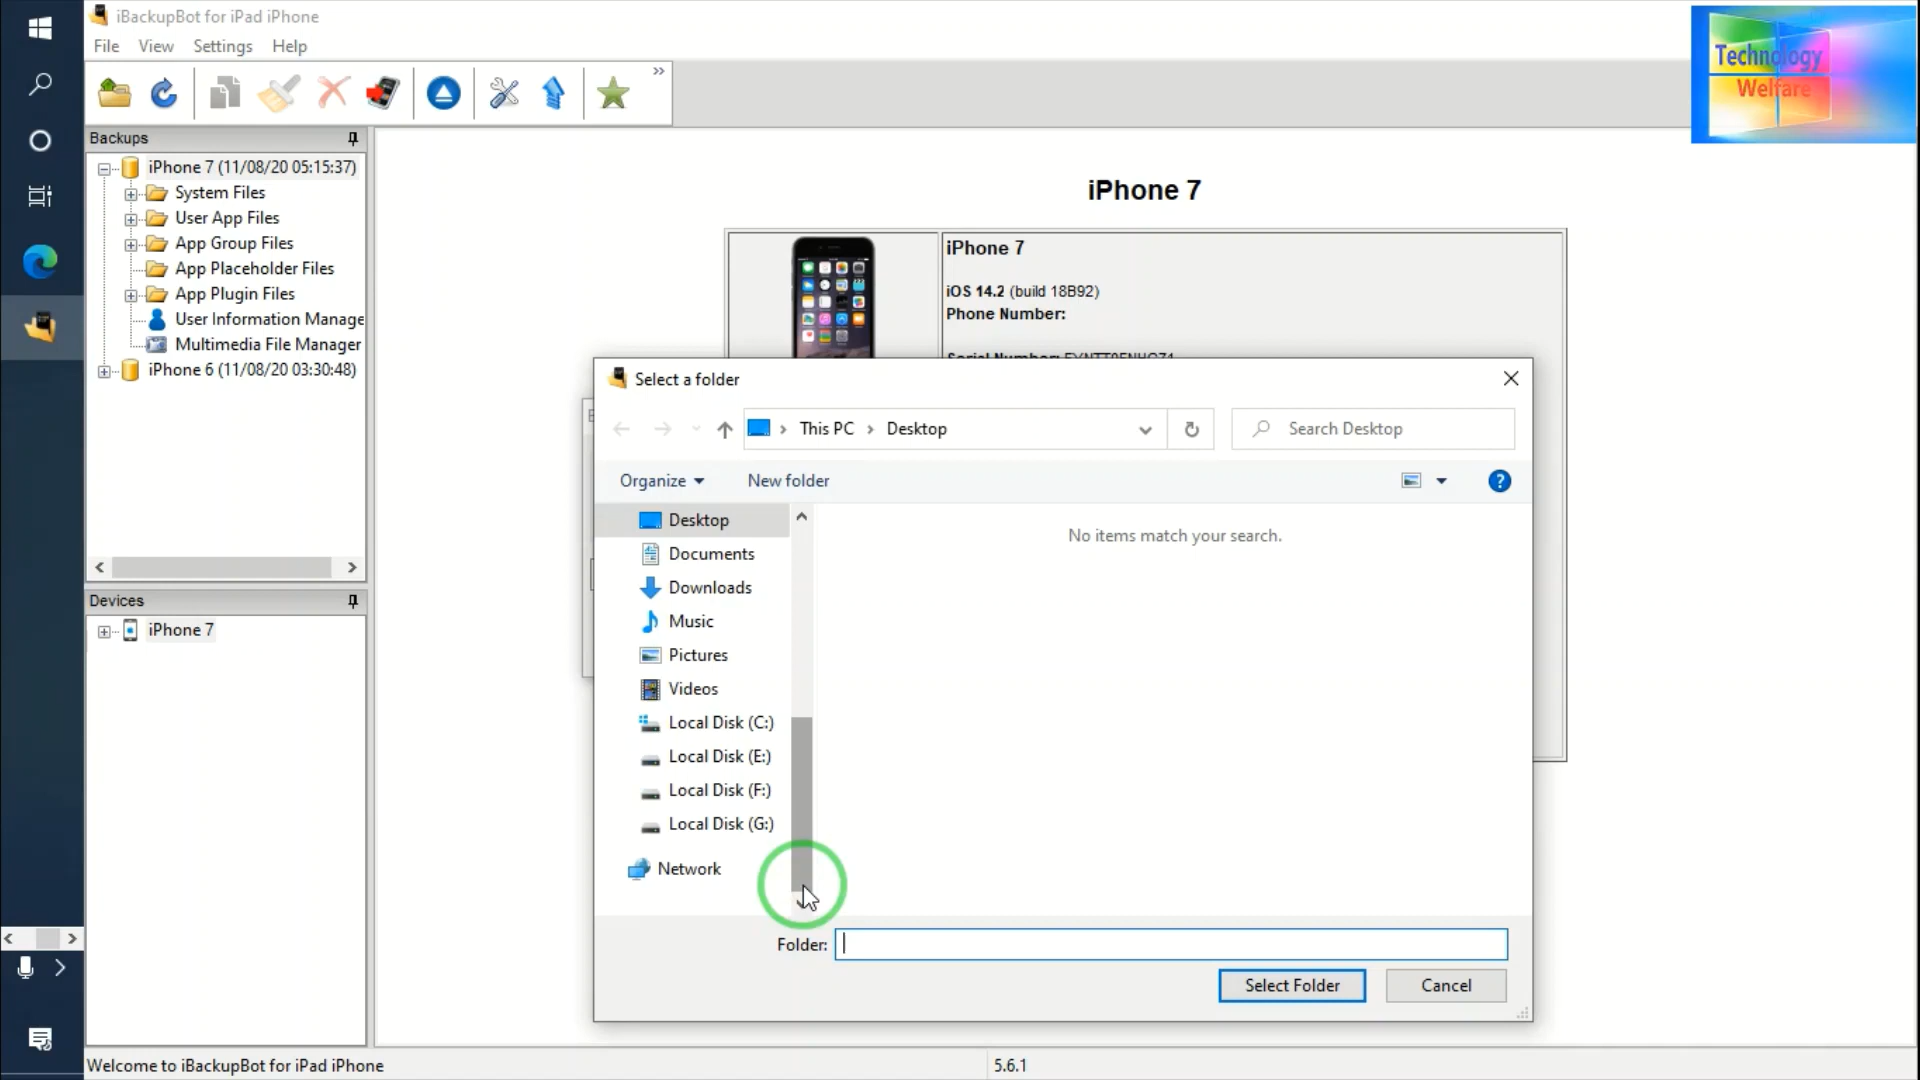 iBackupBot for iPad iPhone
File View Settings Help
»
Technology
Welfare
Backups
iPhone 7 (11/08/20 05:15:37)
System Files
User App Files
App Group Files
App Placeholder Files
App Plugin Files
User Information Manage
Multimedia File Manager
iPhone 6 (11/08/20 03:30:48)
Devices
iPhone 7
iPhone 7
iPhone 7
iOS 14.2 (build 18B92)
Phone Number:
Serial Number:
Select a folder
This PC > Desktop
Search Desktop
Organize
New folder
?
Desktop
Documents
Downloads
Music
Pictures
Videos
Local Disk (C:)
Local Disk (E:)
Local Disk (F:)
Local Disk (G:)
Network
No items match your search.
Folder:
Select Folder
Cancel
Welcome to iBackupBot for iPad iPhone
5.6.1